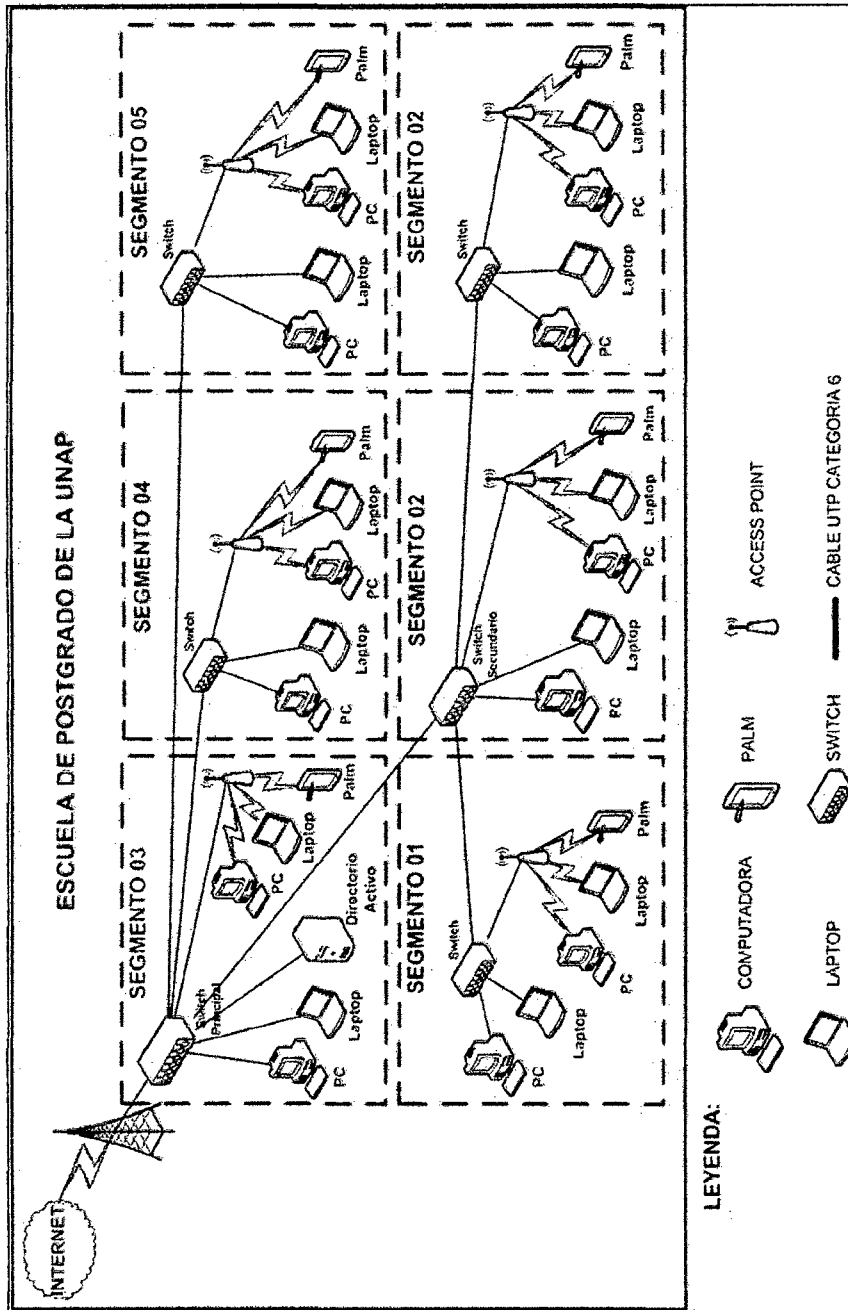 ESCUELA DE POSTGRADO DE LA UNAP
INTERNET
SEGMENTO 03
Switch
Principal
PC
Laptop
Directorio
Activo
PC
Laptop
Palm
SEGMENTO 04
Switch
PC
Laptop
PC
Laptop
Palm
SEGMENTO 05
Switch
PC
Laptop
PC
Laptop
Palm
SEGMENTO 01
Switch
PC
Laptop
PC
Laptop
Palm
SEGMENTO 02
Switch
Secundario
PC
Laptop
PC
Laptop
Palm
SEGMENTO 02
Switch
PC
Laptop
PC
Laptop
Palm
LEYENDA:
COMPUTADORA
PALM
ACCESS POINT
LAPTOP
SWITCH
CABLE UTP CATEGORIA 6